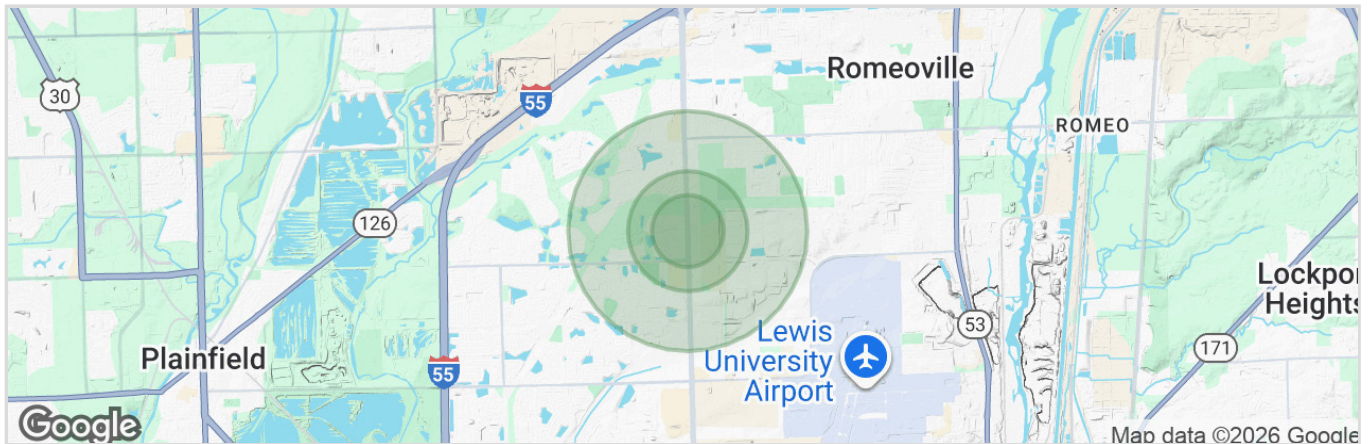 Romeoville
30
55
ROMEO
126
Lockpor
Heights
Lewis
University
Airport
53
171
Plainfield
55
Google
Map data ©2026 Google